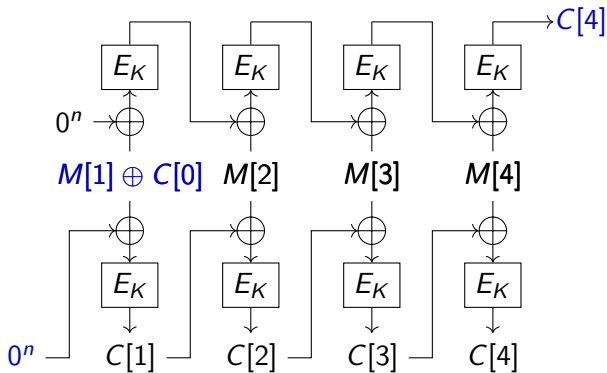 C[4]
E_K E_K E_K E_K
0^n
M[1] ⊕ C[0] M[2] M[3] M[4]
E_K E_K E_K E_K
0^n C[1] C[2] C[3] C[4]